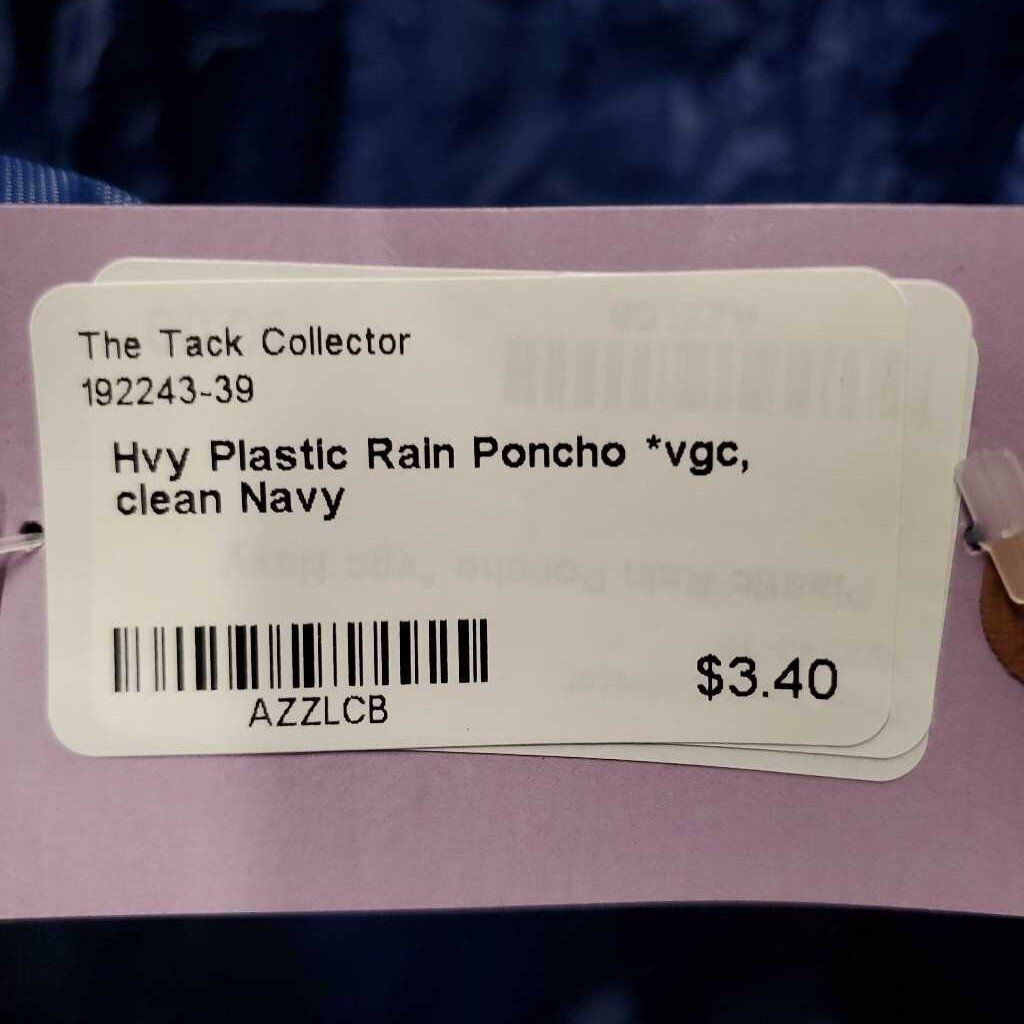 The Tack Collector
192243-39
Hvy Plastic Rain Poncho *vgc,
clean Navy
AZZLCB
$3.40